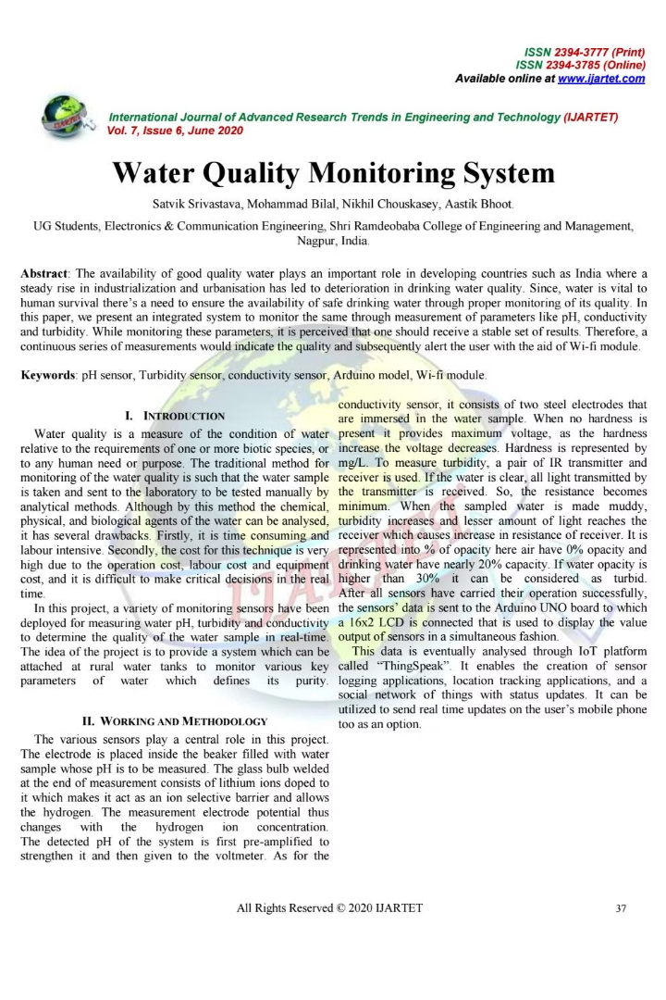 ISSN 2394-3777 (Print)
ISSN 2394-3785 (Online)
Available online at www.ijartet.com
International Journal of Advanced Research Trends in Engineering and Technology (IJARTET)
Vol. 7, Issue 6, June 2020
Water Quality Monitoring System
Satvik Srivastava, Mohammad Bilal, Nikhil Chouskasey, Aastik Bhoot.
UG Students, Electronics & Communication Engineering, Shri Ramdeobaba College of Engineering and Management,
Nagpur, India.
Abstract: The availability of good quality water plays an important role in developing countries such as India where a
steady rise in industrialization and urbanisation has led to deterioration in drinking water quality. Since, water is vital to
human survival there's a need to ensure the availability of safe drinking water through proper monitoring of its quality. In
this paper, we present an integrated system to monitor the same through measurement of parameters like pH, conductivity
and turbidity. While monitoring these parameters, it is perceived that one should receive a stable set of results. Therefore, a
continuous series of measurements would indicate the quality and subsequently alert the user with the aid of Wi-fi module.
Keywords: pH sensor, Turbidity sensor, conductivity sensor, Arduino model, Wi-fi module.
I. INTRODUCTION
Water quality is a measure of the condition of water
relative to the requirements of one or more biotic species, or
to any human need or purpose. The traditional method for
monitoring of the water quality is such that the water sample
is taken and sent to the laboratory to be tested manually by
analytical methods. Although by this method the chemical,
physical, and biological agents of the water can be analysed,
it has several drawbacks. Firstly, it is time consuming and
labour intensive. Secondly, the cost for this technique is very
high due to the operation cost, labour cost and equipment
cost, and it is difficult to make critical decisions in the real
time.
In this project, a variety of monitoring sensors have been
deployed for measuring water pH, turbidity and conductivity
to determine the quality of the water sample in real-time.
The idea of the project is to provide a system which can be
attached at rural water tanks to monitor various key
parameters of water which defines its purity.
II. WORKING AND METHODOLOGY
The various sensors play a central role in this project.
The electrode is placed inside the beaker filled with water
sample whose pH is to be measured. The glass bulb welded
at the end of measurement consists of lithium ions doped to
it which makes it act as an ion selective barrier and allows
the hydrogen. The measurement electrode potential thus
changes with the hydrogen ion concentration.
The detected pH of the system is first pre-amplified to
strengthen it and then given to the voltmeter. As for the
conductivity sensor, it consists of two steel electrodes that
are immersed in the water sample. When no hardness is
present it provides maximum voltage, as the hardness
increase the voltage decreases. Hardness is represented by
mg/L. To measure turbidity, a pair of IR transmitter and
receiver is used. If the water is clear, all light transmitted by
the transmitter is received. So, the resistance becomes
minimum. When the sampled water is made muddy,
turbidity increases and lesser amount of light reaches the
receiver which causes increase in resistance of receiver. It is
represented into % of opacity here air have 0% opacity and
drinking water have nearly 20% capacity. If water opacity is
higher than 30% it can be considered as turbid.
After all sensors have carried their operation successfully,
the sensors' data is sent to the Arduino UNO board to which
a 16x2 LCD is connected that is used to display the value
output of sensors in a simultaneous fashion.
This data is eventually analysed through IoT platform
called “ThingSpeak”. It enables the creation of sensor
logging applications, location tracking applications, and a
social network of things with status updates. It can be
utilized to send real time updates on the user's mobile phone
too as an option.
IJARTET
All Rights Reserved © 2020 IJARTET
37